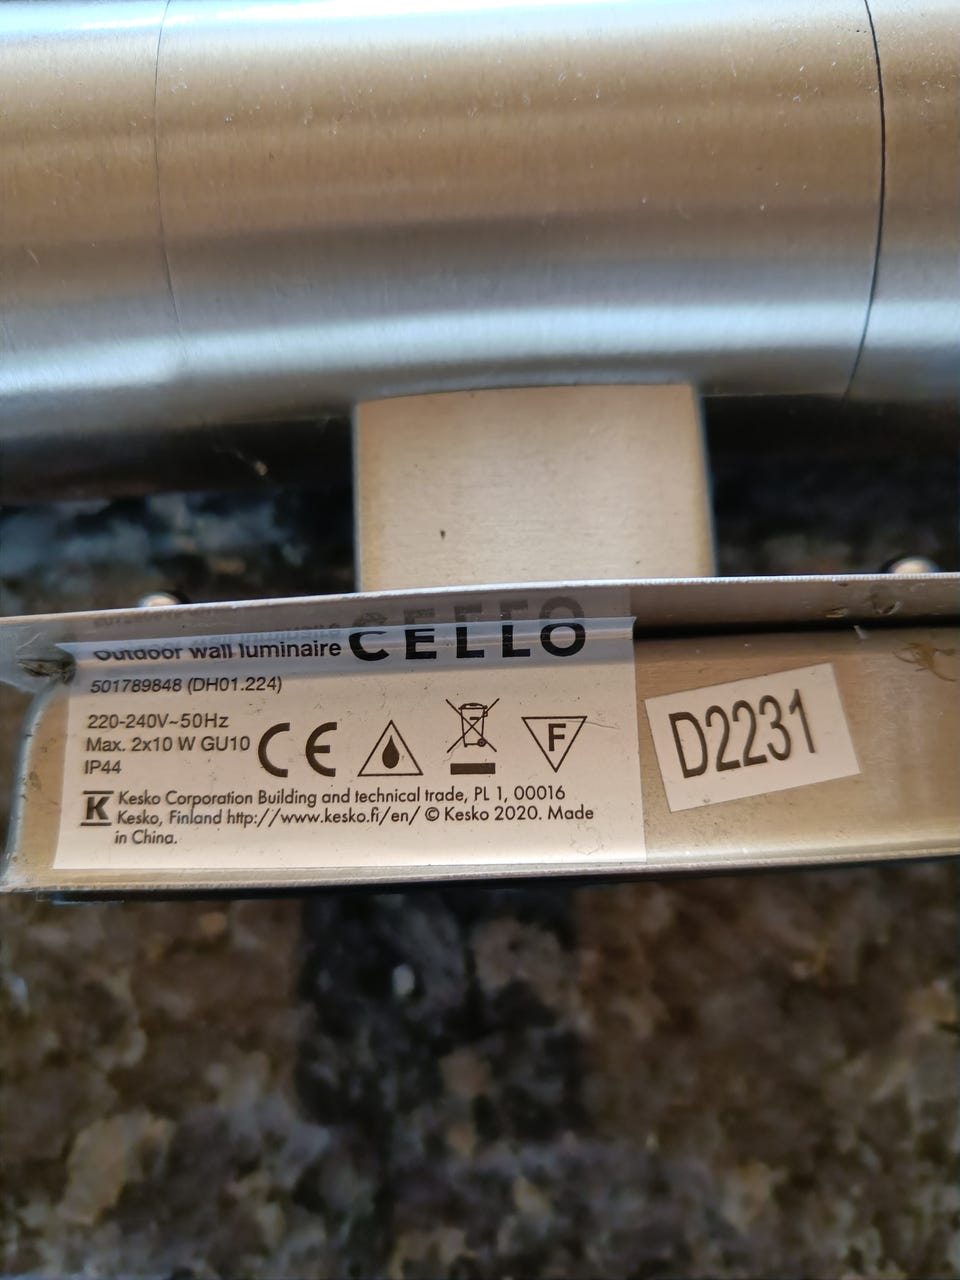 Outdoor wall luminaire CELLO
501789848 (DH01.224)
220-240V~50Hz
Max. 2x10 W GU10
IP44
CE
F
D2231
K
Kesko Corporation Building and technical trade, PL 1, 00016
Kesko, Finland http://www.kesko.fi/en/ © Kesko 2020. Made
in China.